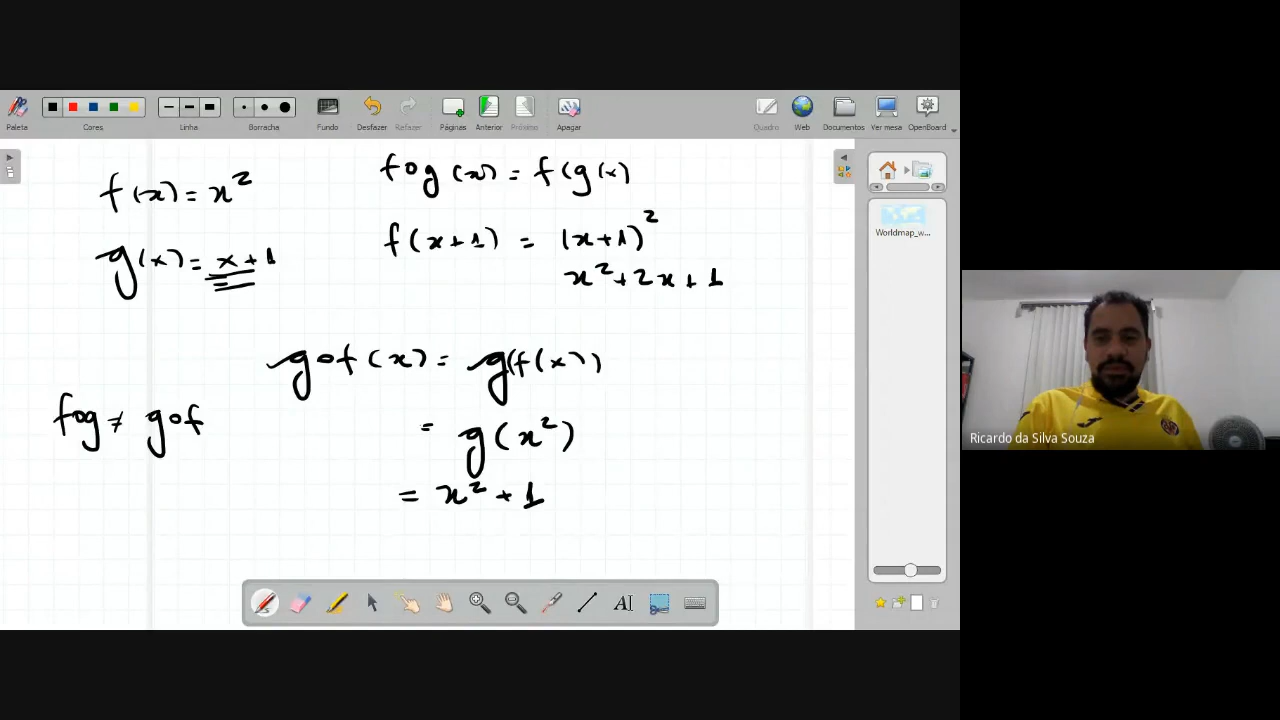 Paleta
Cores
Linha
Borracha
Fundo
Desfazer
Refazer
Páginas
Anterior
Próximo
Apagar
Quadro
Web
Documentos
Ver mesa
OpenBoard
f(x) = x²
g(x) = x+1
fog(x) = f(g(x)
f(x+1) = (x+1)²
x²+2x+1
gof(x) = g(f(x))
= g(x²)
= x²+1
fog ≠ gof
AI
Worldmap_w...
Ricardo da Silva Souza